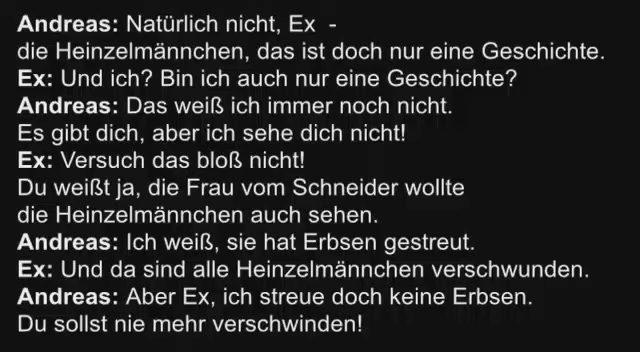 Andreas: Natürlich nicht, Ex -
die Heinzelmännchen, das ist doch nur eine Geschichte.
Ex: Und ich? Bin ich auch nur eine Geschichte?
Andreas: Das weiß ich immer noch nicht.
Es gibt dich, aber ich sehe dich nicht!
Ex: Versuch das bloß nicht!
Du weißt ja, die Frau vom Schneider wollte
die Heinzelmännchen auch sehen.
Andreas: Ich weiß, sie hat Erbsen gestreut.
Ex: Und da sind alle Heinzelmännchen verschwunden.
Andreas: Aber Ex, ich streue doch keine Erbsen.
Du sollst nie mehr verschwinden!